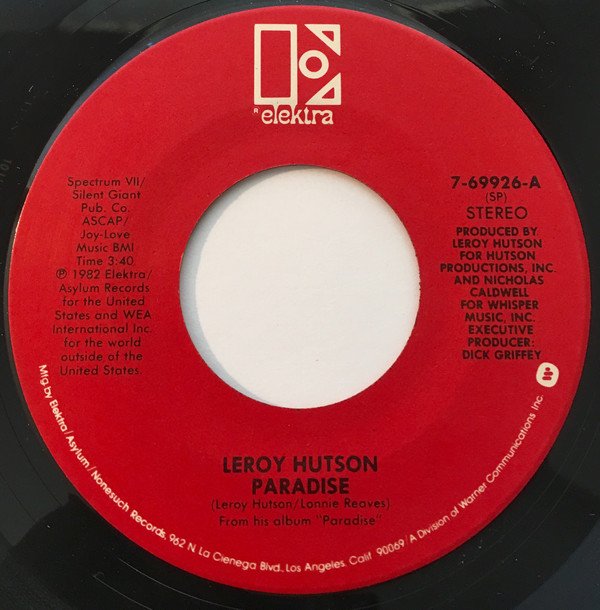 elektra
Spectrum VII/
Silent Giant
Pub. Co.
ASCAP/
Joy-Love
Music BMI
Time 3:40
℗ 1982 Elektra/
Asylum Records
for the United
States and WEA
International Inc.
for the world
outside of the
United States.
7-69926-A
(SP)
STEREO
PRODUCED BY
LEROY HUTSON
FOR HUTSON
PRODUCTIONS, INC.
AND NICHOLAS
CALDWELL
FOR WHISPER
MUSIC, INC.
EXECUTIVE
PRODUCER:
DICK GRIFFEY
LEROY HUTSON
PARADISE
(Leroy Hutson/Lonnie Reaves)
From his album "Paradise"
Mfg by Elektra/Asylum/Nonesuch Records, 962 N. La Cienega Blvd., Los Angeles, Calif. 90069/A Division of Warner Communications Inc.